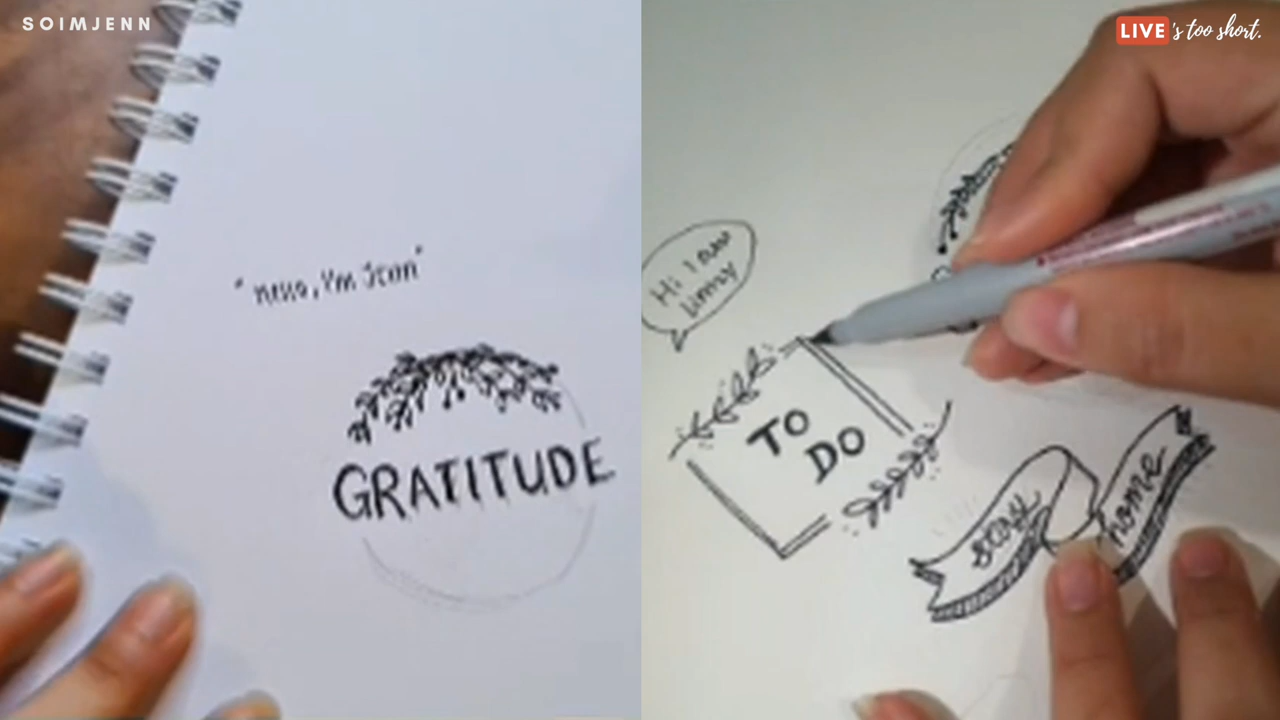 SOIMJENN
LIVE's too short.
"Hello, I'm Jenn"
GRATITUDE
Hi I am
Jimmy
TO
DO
stay
home